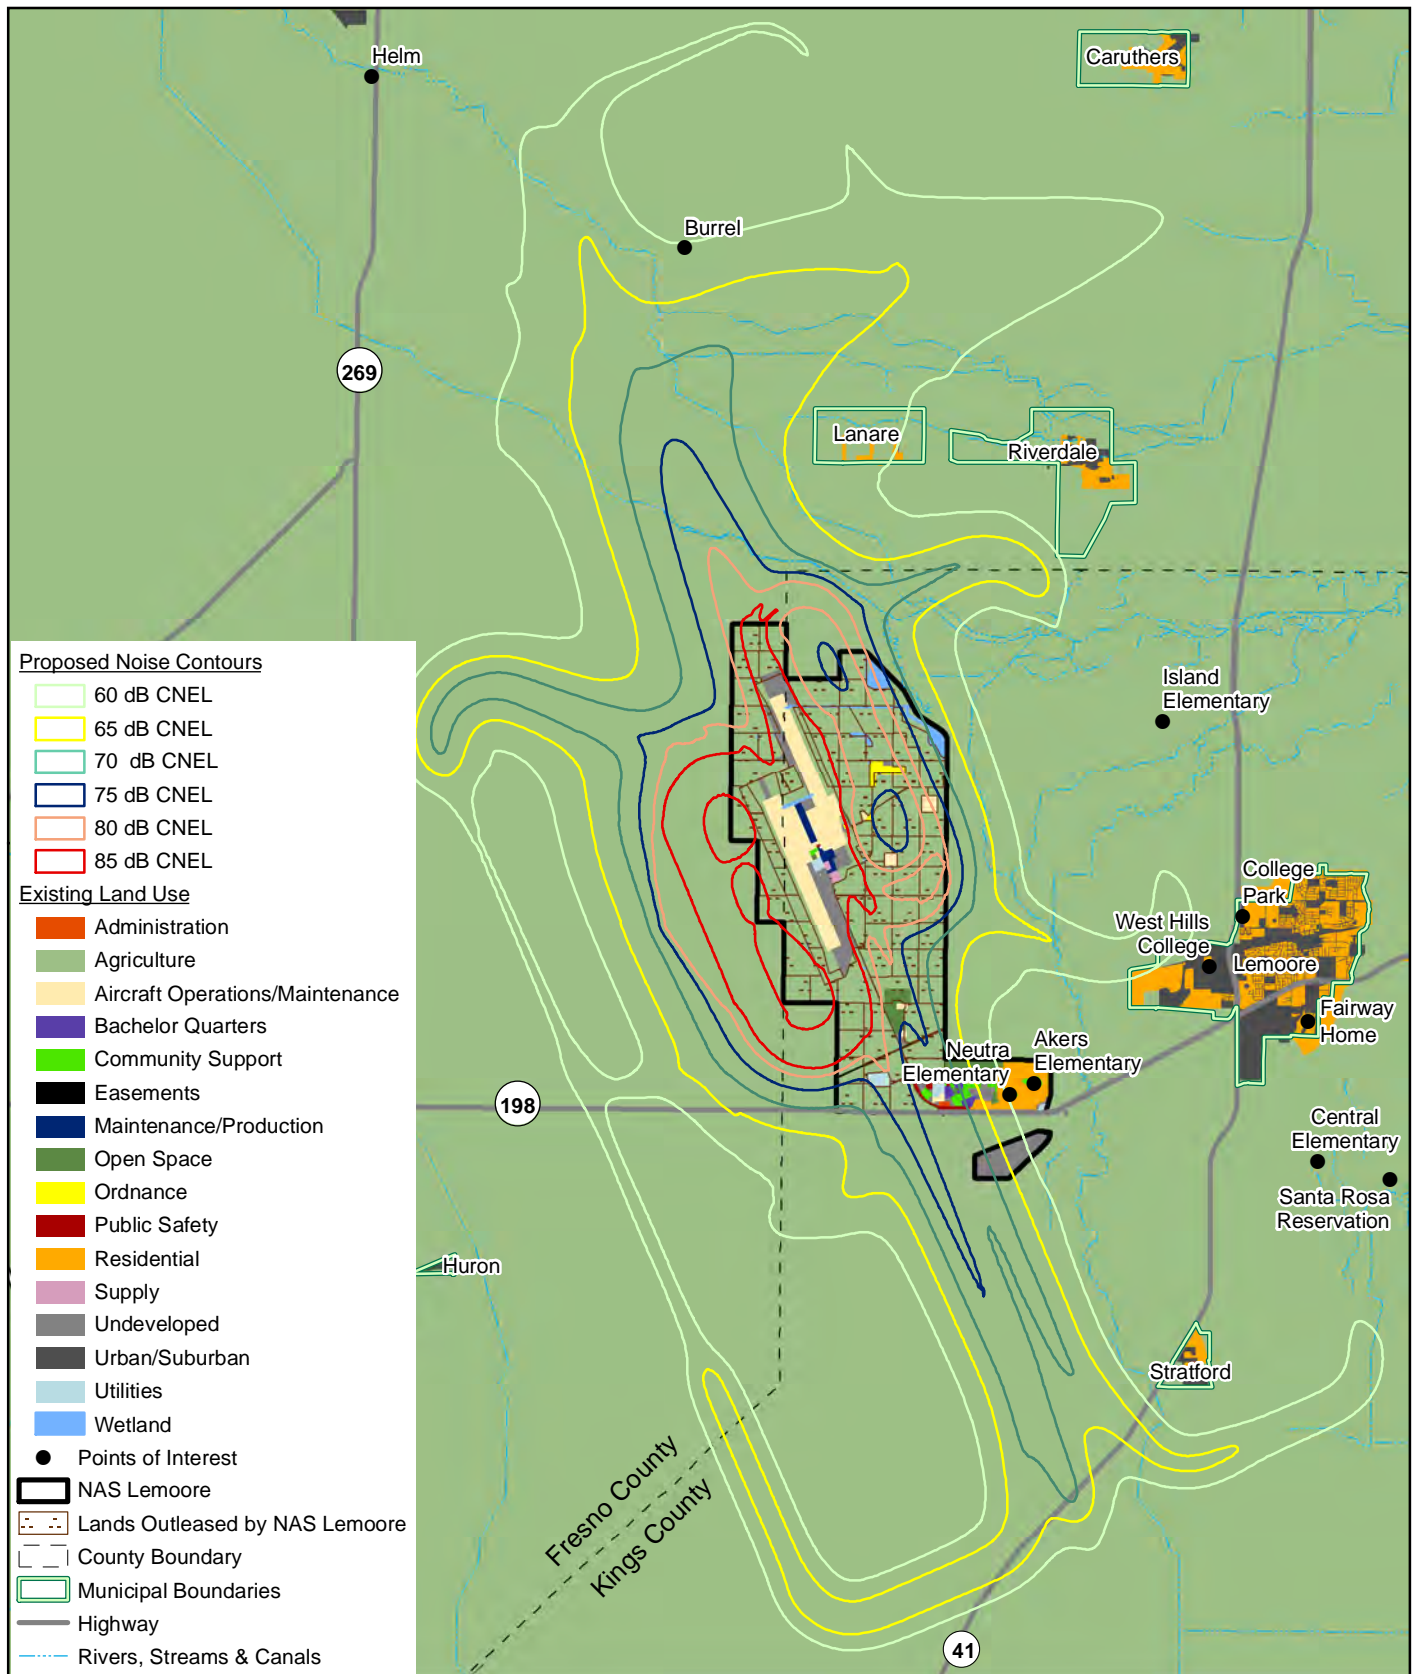 Helm
Caruthers
Burrel
269
Lanare
Riverdale
Island
Elementary
College
Park
West Hills
College
Lemoore
Fairway
Home
Neutra
Elementary
Akers
Elementary
198
Central
Elementary
Santa Rosa
Reservation
Huron
Stratford
Fresno County
Kings County
41
Proposed Noise Contours
60 dB CNEL
65 dB CNEL
70 dB CNEL
75 dB CNEL
80 dB CNEL
85 dB CNEL
Existing Land Use
Administration
Agriculture
Aircraft Operations/Maintenance
Bachelor Quarters
Community Support
Easements
Maintenance/Production
Open Space
Ordnance
Public Safety
Residential
Supply
Undeveloped
Urban/Suburban
Utilities
Wetland
Points of Interest
NAS Lemoore
Lands Outleased by NAS Lemoore
County Boundary
Municipal Boundaries
Highway
Rivers, Streams & Canals